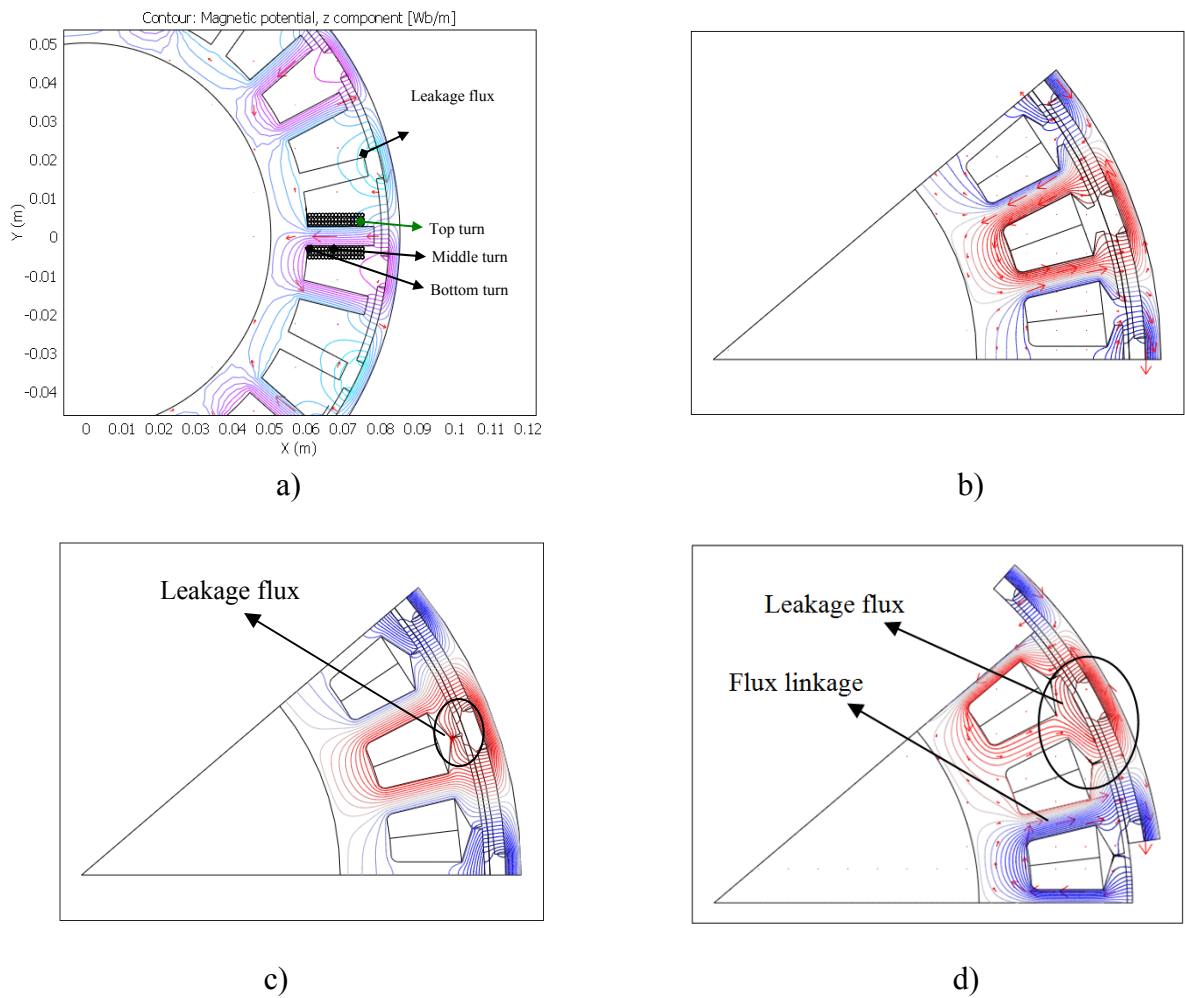 Contour: Magnetic potential, z component [Wb/m]
0.05
0.04
0.03
0.02
0.01
0
-0.01
-0.02
-0.03
-0.04
Y (m)
0 0.01 0.02 0.03 0.04 0.05 0.06 0.07 0.08 0.09 0.1 0.11 0.12
X (m)
Leakage flux
Top turn
Middle turn
Bottom turn
a)
b)
Leakage flux
c)
Leakage flux
Flux linkage
d)